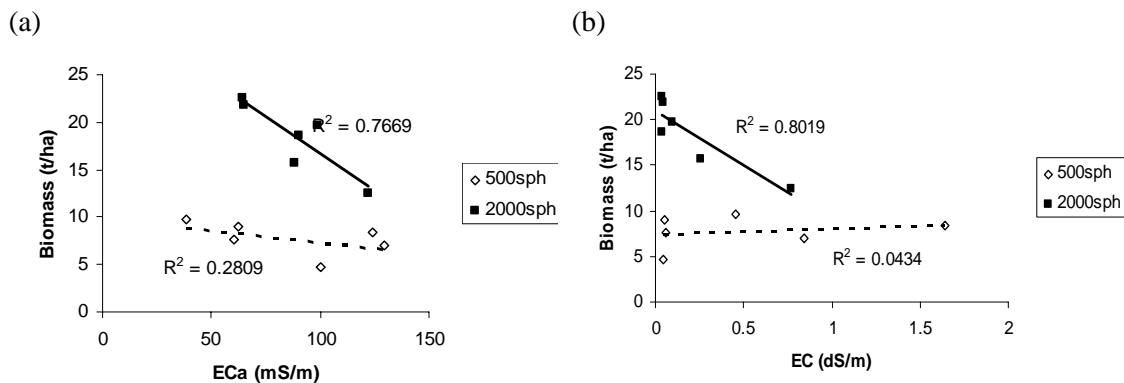 (a)
25
20
15
10
5
0
Biomass (t/ha)
R² = 0.7669
R² = 0.2809
0 50 100 150
ECa (mS/m)
500sph
2000sph
(b)
25
20
15
10
5
0
Biomass (t/ha)
R² = 0.8019
R² = 0.0434
0 0.5 1 1.5 2
EC (dS/m)
500sph
2000sph